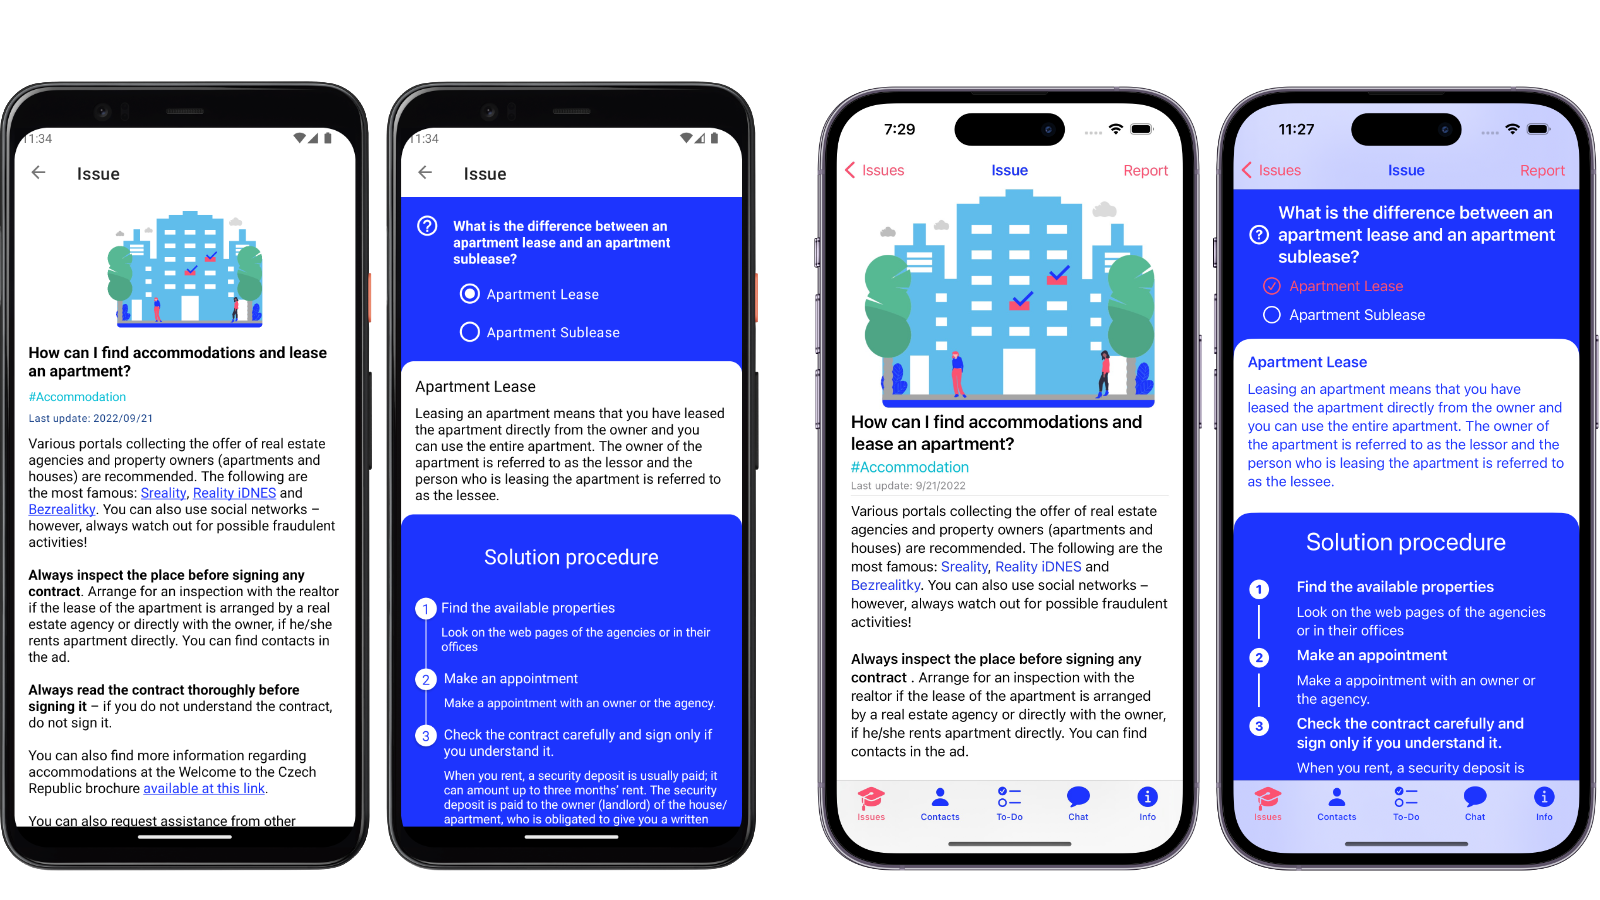 11:34
Issue
How can I find accommodations and lease
an apartment?
#Accommodation
Last update: 2022/09/21
Various portals collecting the offer of real estate
agencies and property owners (apartments and
houses) are recommended. The following are
the most famous: Sreality, Reality iDNES and
Bezrealitky. You can also use social networks –
however, always watch out for possible fraudulent
activities!
Always inspect the place before signing any
contract. Arrange for an inspection with the realtor
if the lease of the apartment is arranged by a real
estate agency or directly with the owner, if he/she
rents apartment directly. You can find contacts in
the ad.
Always read the contract thoroughly before
signing it – if you do not understand the contract,
do not sign it.
You can also find more information regarding
accommodations at the Welcome to the Czech
Republic brochure available at this link.
You can also request assistance from other
11:34
Issue
What is the difference between an
apartment lease and an apartment
sublease?
Apartment Lease
Apartment Sublease
Apartment Lease
Leasing an apartment means that you have leased
the apartment directly from the owner and you
can use the entire apartment. The owner of the
apartment is referred to as the lessor and the
person who is leasing the apartment is referred to
as the lessee.
Solution procedure
1 Find the available properties
Look on the web pages of the agencies or in their
offices
2 Make an appointment
Make a appointment with an owner or the agency.
3 Check the contract carefully and sign only if
you understand it.
When you rent, a security deposit is usually paid; it
can amount up to three months' rent. The security
deposit is paid to the owner (landlord) of the house/
apartment, who is obligated to give you a written
7:29
Issues Issue Report
How can I find accommodations and
lease an apartment?
#Accommodation
Last update: 9/21/2022
Various portals collecting the offer of real estate
agencies and property owners (apartments and
houses) are recommended. The following are the
most famous: Sreality, Reality iDNES and
Bezrealitky. You can also use social networks –
however, always watch out for possible fraudulent
activities!
Always inspect the place before signing any
contract . Arrange for an inspection with the
realtor if the lease of the apartment is arranged
by a real estate agency or directly with the owner,
if he/she rents apartment directly. You can find
contacts in the ad.
Issues Contacts To-Do Chat Info
11:27
Issues Issue Report
What is the difference between an
apartment lease and an apartment
sublease?
Apartment Lease
Apartment Sublease
Apartment Lease
Leasing an apartment means that you have
leased the apartment directly from the owner and
you can use the entire apartment. The owner of
the apartment is referred to as the lessor and the
person who is leasing the apartment is referred to
as the lessee.
Solution procedure
1 Find the available properties
Look on the web pages of the agencies
or in their offices
2 Make an appointment
Make a appointment with an owner or
the agency.
3 Check the contract carefully and
sign only if you understand it.
When you rent, a security deposit is
Issues Contacts To-Do Chat Info